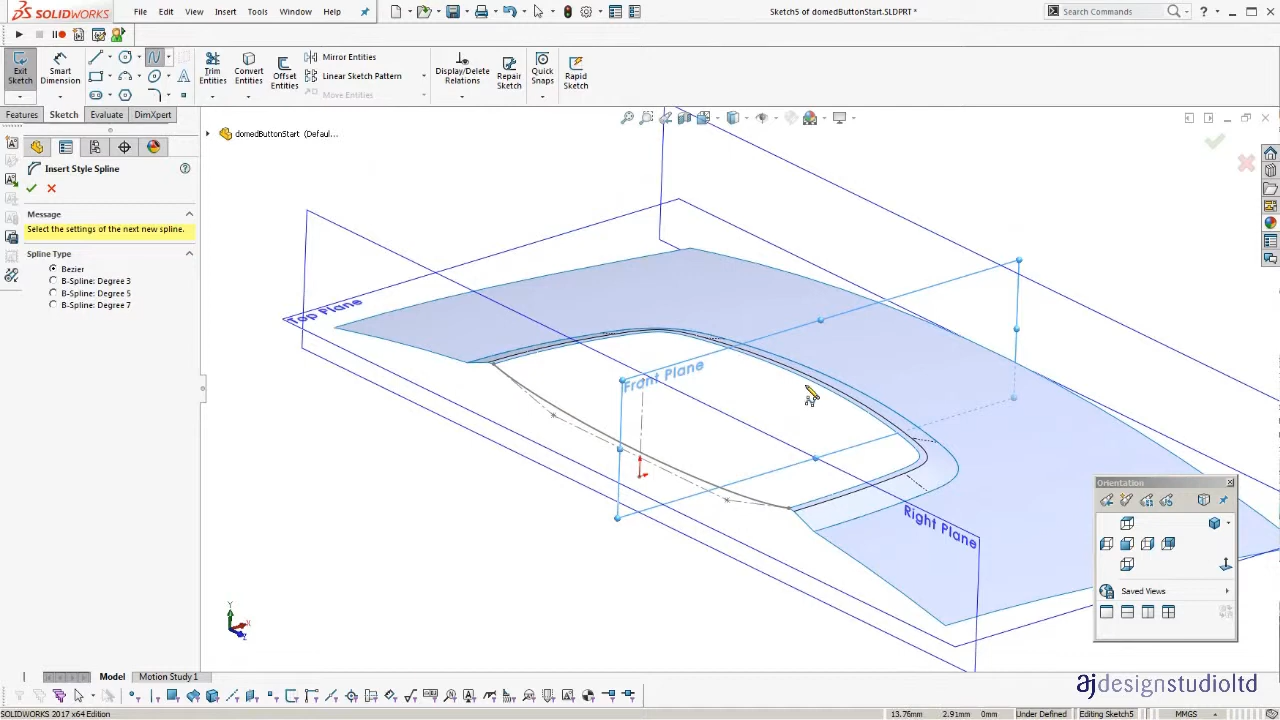 SOLIDWORKS
File
Edit
View
Insert
Tools
Window
Help
Sketch5 of domedButtonStart.SLDPRT *
Search Commands
Exit Sketch
Smart Dimension
Trim Entities
Convert Entities
Offset Entities
Mirror Entities
Linear Sketch Pattern
Move Entities
Display/Delete Relations
Repair Sketch
Quick Snaps
Rapid Sketch
Features
Sketch
Evaluate
DimXpert
domedButtonStart (Defaul...
Insert Style Spline
Message
Select the settings of the next new spline.
Spline Type
Bezier
B-Spline: Degree 3
B-Spline: Degree 5
B-Spline: Degree 7
Top Plane
Front Plane
Right Plane
Orientation
Saved Views
Y
X
Z
Model
Motion Study 1
ajdesignstudioltd
SOLIDWORKS 2017 x64 Edition
13.76mm
2.91mm
0mm
Under Defined
Editing Sketch5
MMGS